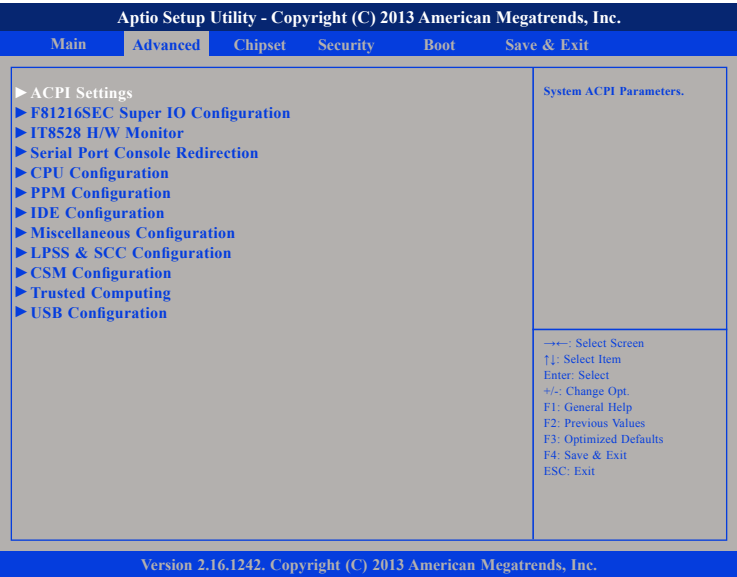 Aptio Setup Utility - Copyright (C) 2013 American Megatrends, Inc.
Main Advanced Chipset Security Boot Save & Exit
►ACPI Settings
►F81216SEC Super IO Configuration
►IT8528 H/W Monitor
►Serial Port Console Redirection
►CPU Configuration
►PPM Configuration
►IDE Configuration
►Miscellaneous Configuration
►LPSS & SCC Configuration
►CSM Configuration
►Trusted Computing
►USB Configuration
System ACPI Parameters.
→←: Select Screen
↑↓: Select Item
Enter: Select
+/-: Change Opt.
F1: General Help
F2: Previous Values
F3: Optimized Defaults
F4: Save & Exit
ESC: Exit
Version 2.16.1242. Copyright (C) 2013 American Megatrends, Inc.